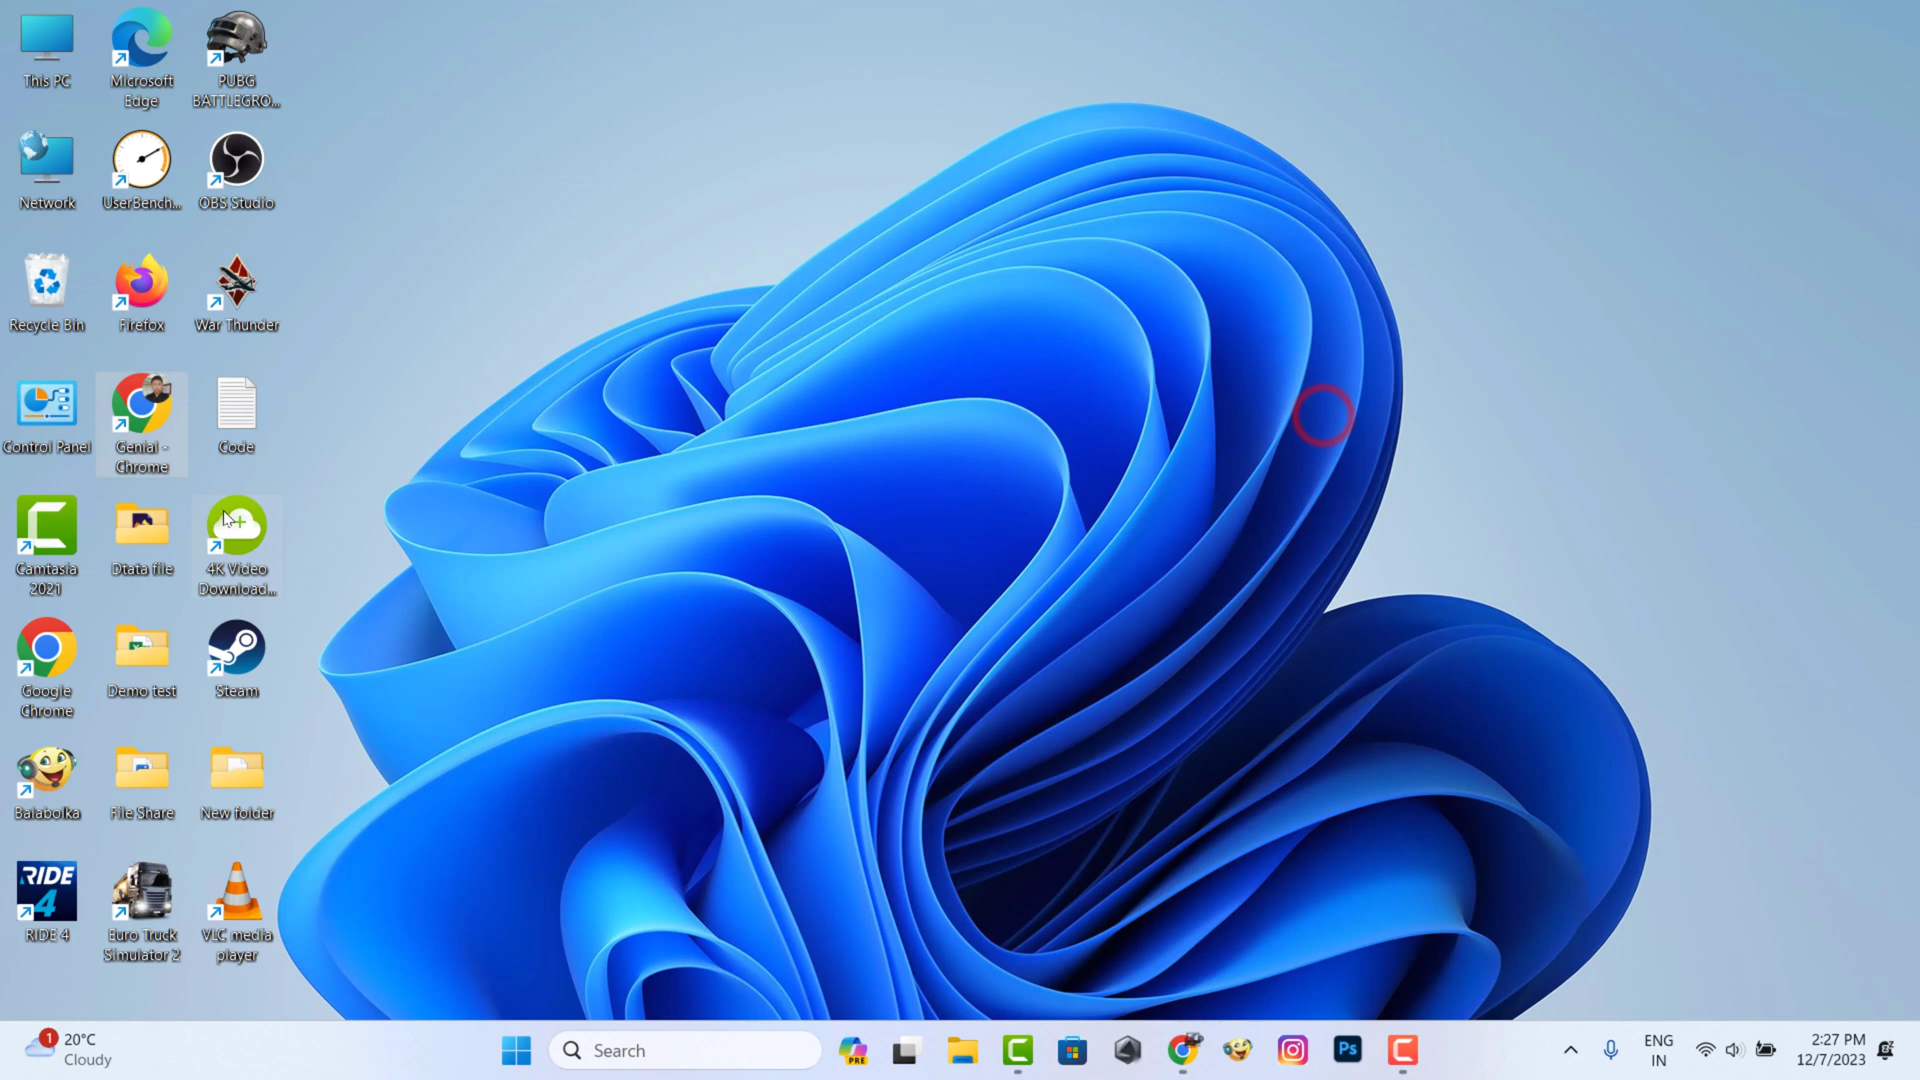 This PC
Microsoft
Edge
PUBG
BATTLEGRO...
Network
UserBench...
OBS Studio
Recycle Bin
Firefox
War Thunder
Control Panel
Genial -
Chrome
Code
Camtasia
2021
Dtata file
4K Video
Download...
Google
Chrome
Demo test
Steam
Balabolka
File Share
New folder
RIDE
4
RIDE 4
Euro Truck
Simulator 2
VLC media
player
1
20°C
Cloudy
Search
PRE
Ps
ENG
IN
2:27 PM
12/7/2023